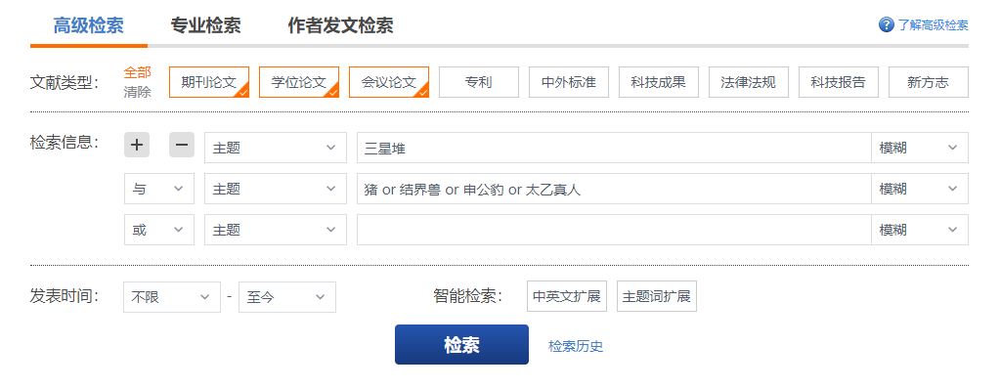 高级检索 专业检索 作者发文检索 ? 了解高级检索
文献类型： 全部 清除 期刊论文 学位论文 会议论文 专利 中外标准 科技成果 法律法规 科技报告 新方志
检索信息： + − 主题 三星堆 模糊
与 主题 猪 or 结界兽 or 申公豹 or 太乙真人 模糊
或 主题 模糊
发表时间： 不限 - 至今 智能检索： 中英文扩展 主题词扩展
检索 检索历史